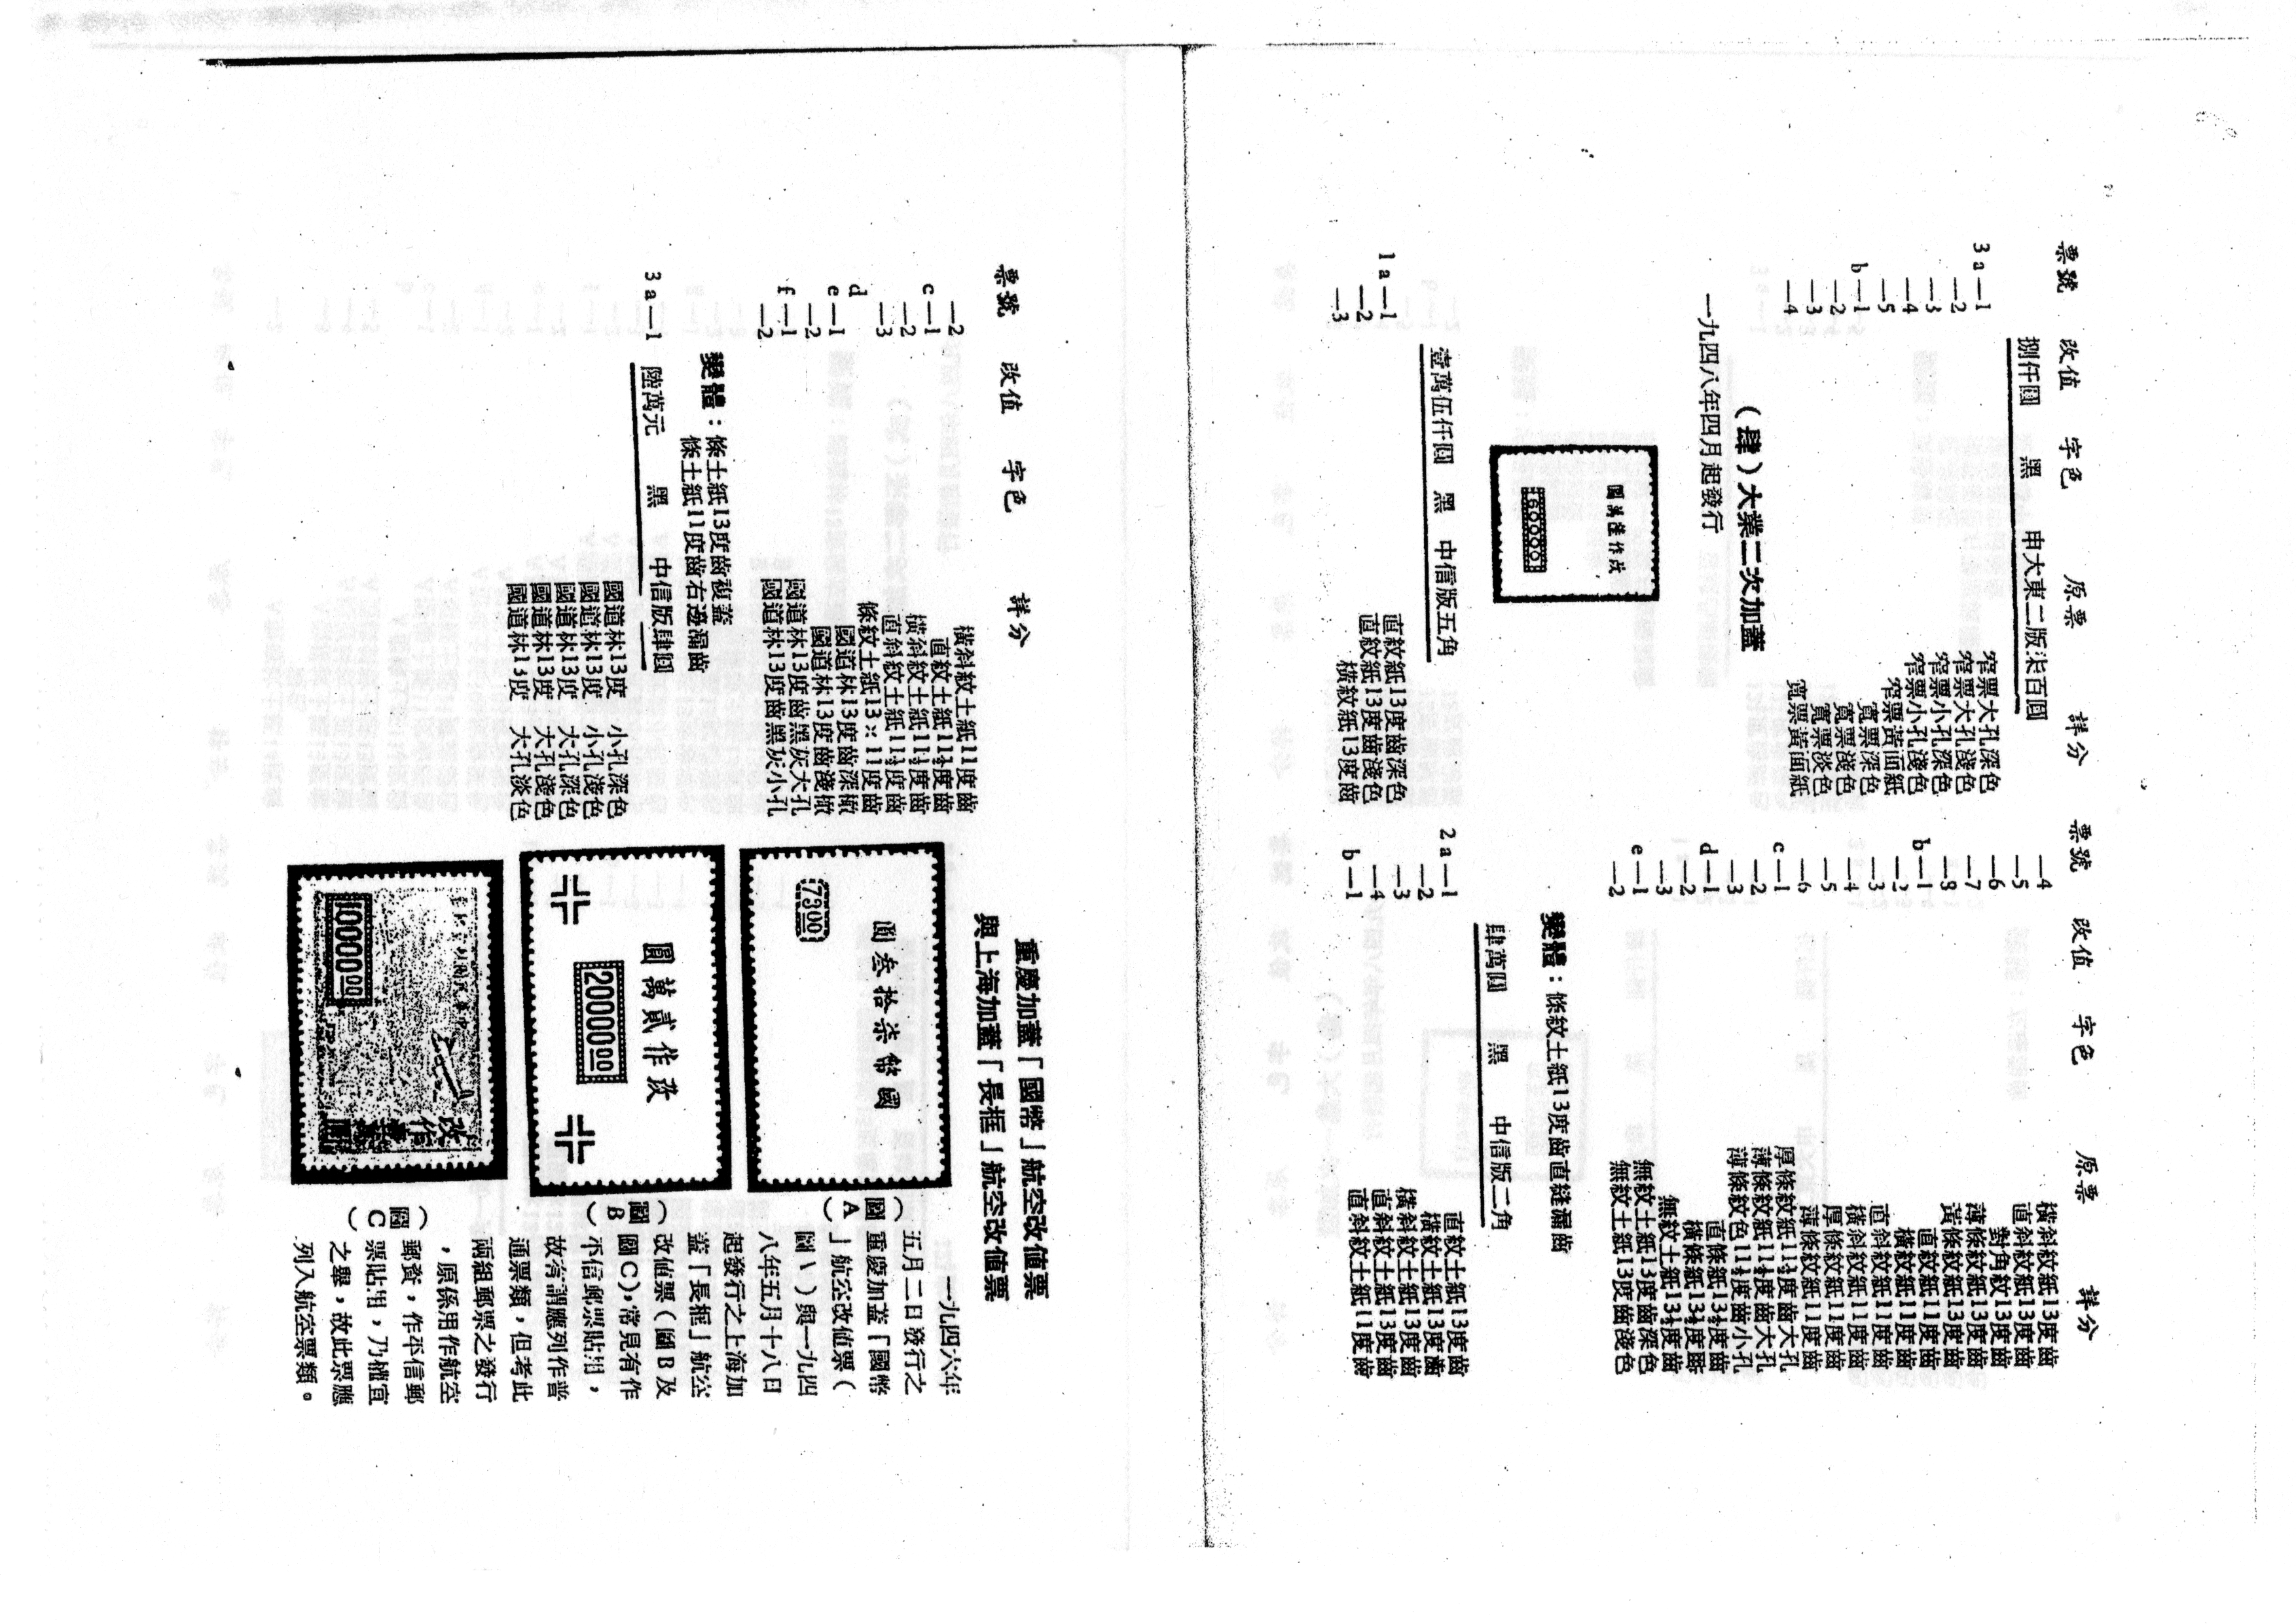 票號 改值 字色 原票 詳分
捌仟圓 黑 申大東二版柒百圓
3a—1 窄票大孔深色
—2 窄票大孔淺色
—3 窄票小孔深色
—4 窄票小孔淺色
—5 窄票黃面紙
b—1 寬票深色
—2 寬票淺色
—3 寬票淡色
—4 寬票黃面紙
(肆)大業二次加蓋
一九四八年四月起發行
圓萬陸作改
6000000
壹萬伍仟圓 黑 中信版五角
1a—1 直紋紙13度齒深色
—2 直紋紙13度齒淺色
—3 橫紋紙13度齒
票號 改值 字色 原票 詳分
—4 橫斜紋紙13度齒
—5 直斜紋紙13度齒
—6 對角紋13度齒
—7 薄條紋紙13度齒
—8 黃條紋紙13度齒
b—1 直紋紙11度齒
—2 橫紋紙11度齒
—3 直斜紋紙11度齒
—4 橫斜紋紙11度齒
—5 厚條紋紙11度齒
—6 薄條紋紙11度齒
c—1 厚條紋紙11½度齒大孔
—2 薄條紋紙11½度齒大孔
—3 薄條紋色11½度齒小孔
d—1 直條紙13½度齒
—2 橫條紙13½度齒
—3 無紋土紙13½度齒
e—1 無紋土紙13度齒深色
—2 無紋土紙13度齒淺色
變體：條紋土紙13度齒直縫漏齒
肆萬圓 黑 中信版二角
2a—1 直紋土紙13度齒
—2 橫紋土紙13度齒
—3 橫斜紋土紙13度齒
—4 直斜紋土紙13度齒
b—1 直斜紋土紙11度齒
票號 改值 字色 詳分
—2 橫斜紋土紙11度齒
c—1 直紋土紙11½度齒
—2 橫紋土紙11½度齒
—3 直斜紋土紙11½度齒
d 條紋土紙13×11度齒
e—1 國道林13度齒深橄
—2 國道林13度齒淺橄
f—1 國道林13度齒黑灰大孔
—2 國道林13度齒黑灰小孔
變體：條土紙13度齒複蓋
條土紙11度齒右邊漏齒
3a—1 陸萬元 黑 中信版肆圓
國道林13度 小孔深色
國道林13度 小孔淺色
國道林13度 大孔深色
國道林13度 大孔淺色
國道林13度 大孔淡色
重慶加蓋「國幣」航空改值票
與上海加蓋「長框」航空改值票
圓叁拾柒幣國
7300
(圖A)
圓萬貳作改
2000000
(圖B)
改作
1000000
(圖C)
一九四六年
五月二日發行之
重慶加蓋「國幣
」航空改值票(
圖A)與一九四
八年五月十八日
起發行之上海加
蓋「長框」航空
改值票(圖B及
圖C)，常見有作
平信郵票貼用，
故有謂應列作普
通票類，但考此
兩組郵票之發行
，原係用作航空
郵資，作平信郵
票貼用，乃權宜
之舉，故此票應
列入航空票類。